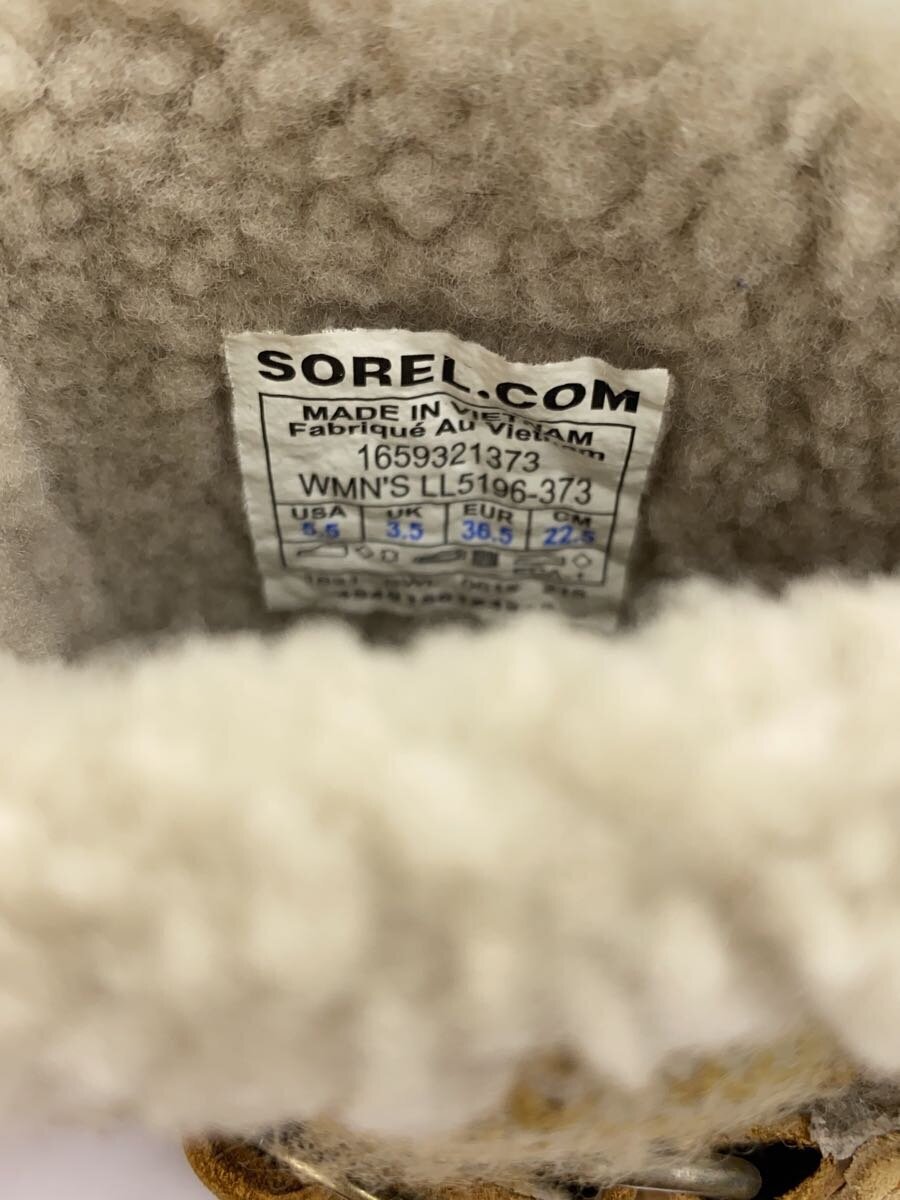 SOREL.COM
MADE IN VIETNAM
Fabriqué Au Vietnam
1659321373
WMN'S LL5196-373
USA UK EUR CM
5.5 3.5 36.5 22.5
D